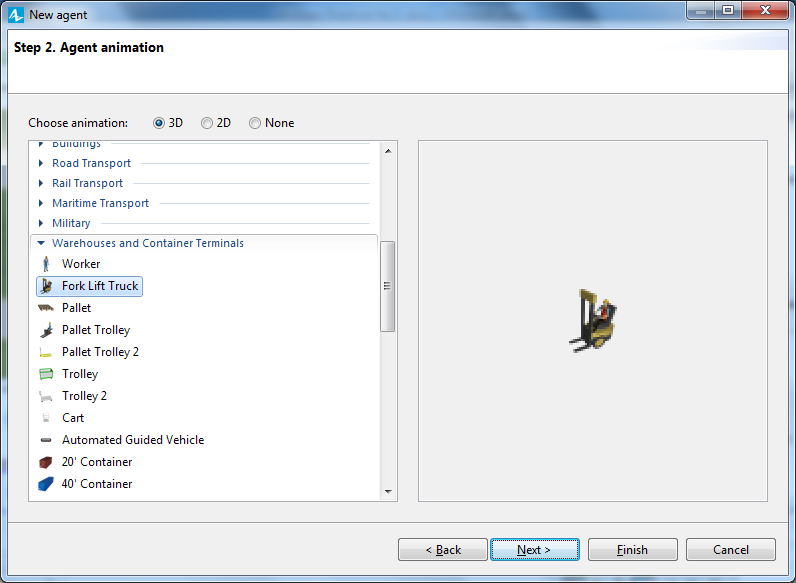 New agent
Step 2. Agent animation
Choose animation: 3D 2D None
Buildings
Road Transport
Rail Transport
Maritime Transport
Military
Warehouses and Container Terminals
Worker
Fork Lift Truck
Pallet
Pallet Trolley
Pallet Trolley 2
Trolley
Trolley 2
Cart
Automated Guided Vehicle
20' Container
40' Container
< Back Next > Finish Cancel